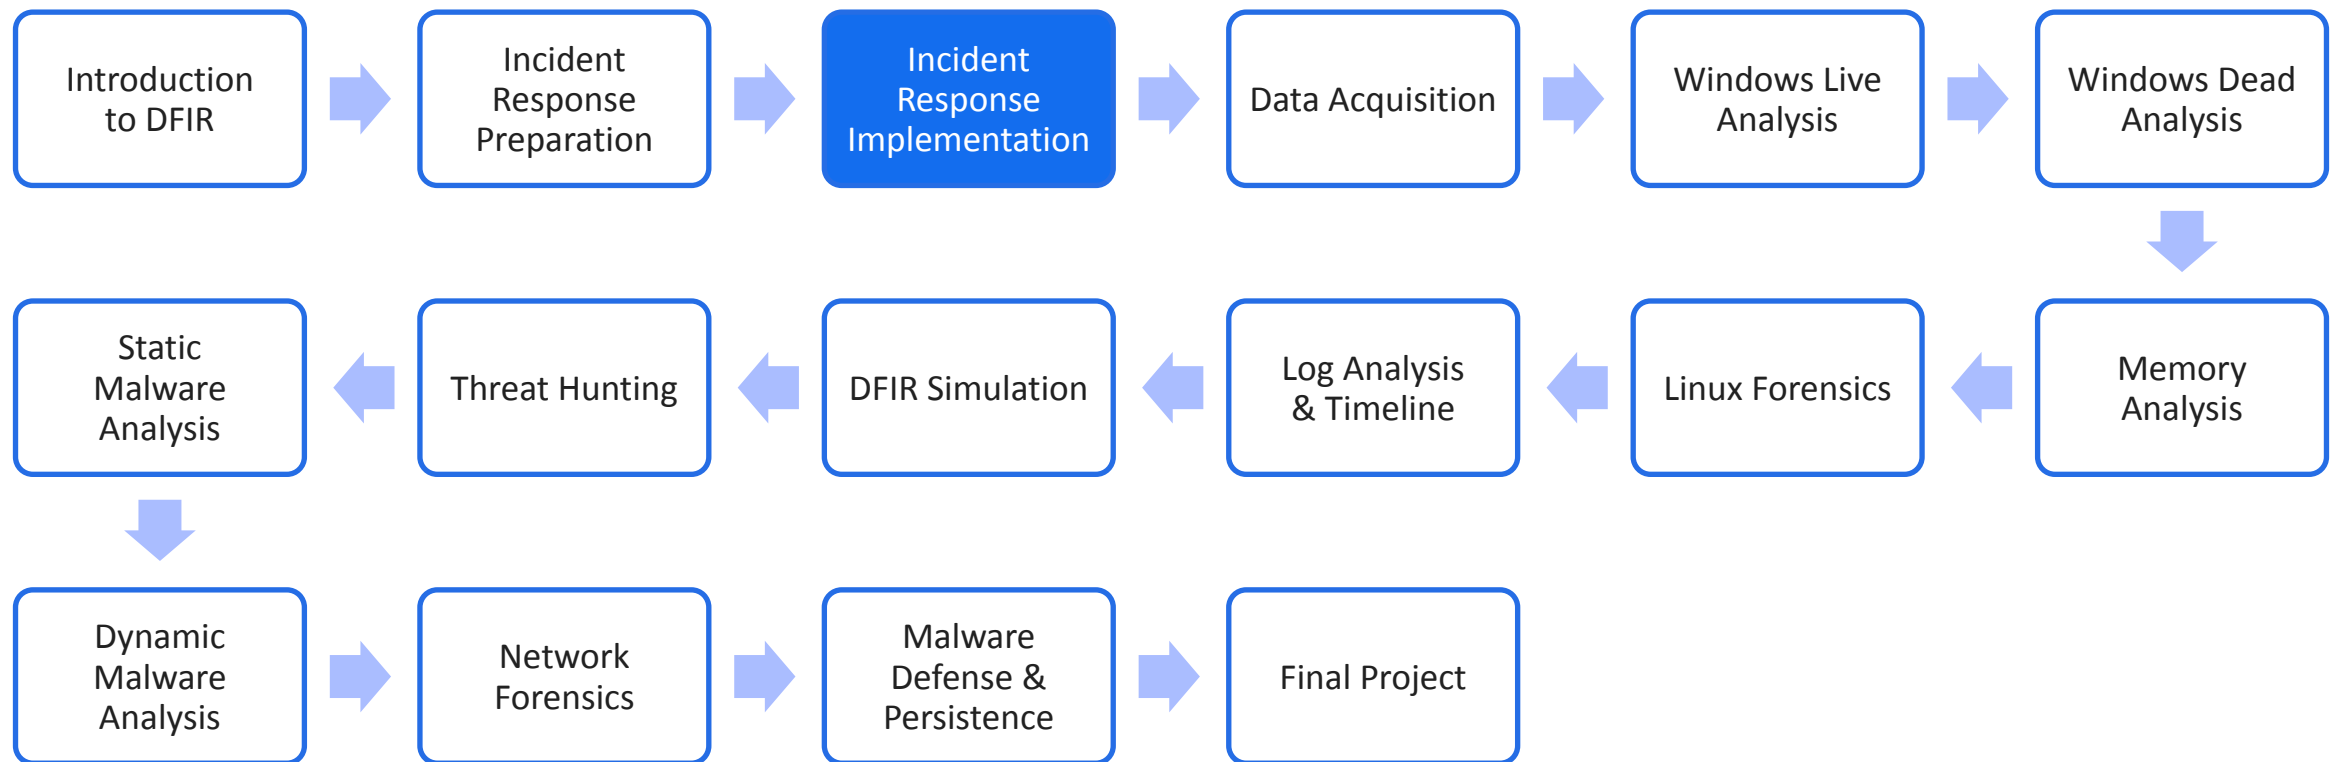 Introduction
to DFIR
Incident
Response
Preparation
Incident
Response
Implementation
Data Acquisition
Windows Live
Analysis
Windows Dead
Analysis
Memory
Analysis
Linux Forensics
Log Analysis
& Timeline
DFIR Simulation
Threat Hunting
Static
Malware
Analysis
Dynamic
Malware
Analysis
Network
Forensics
Malware
Defense &
Persistence
Final Project